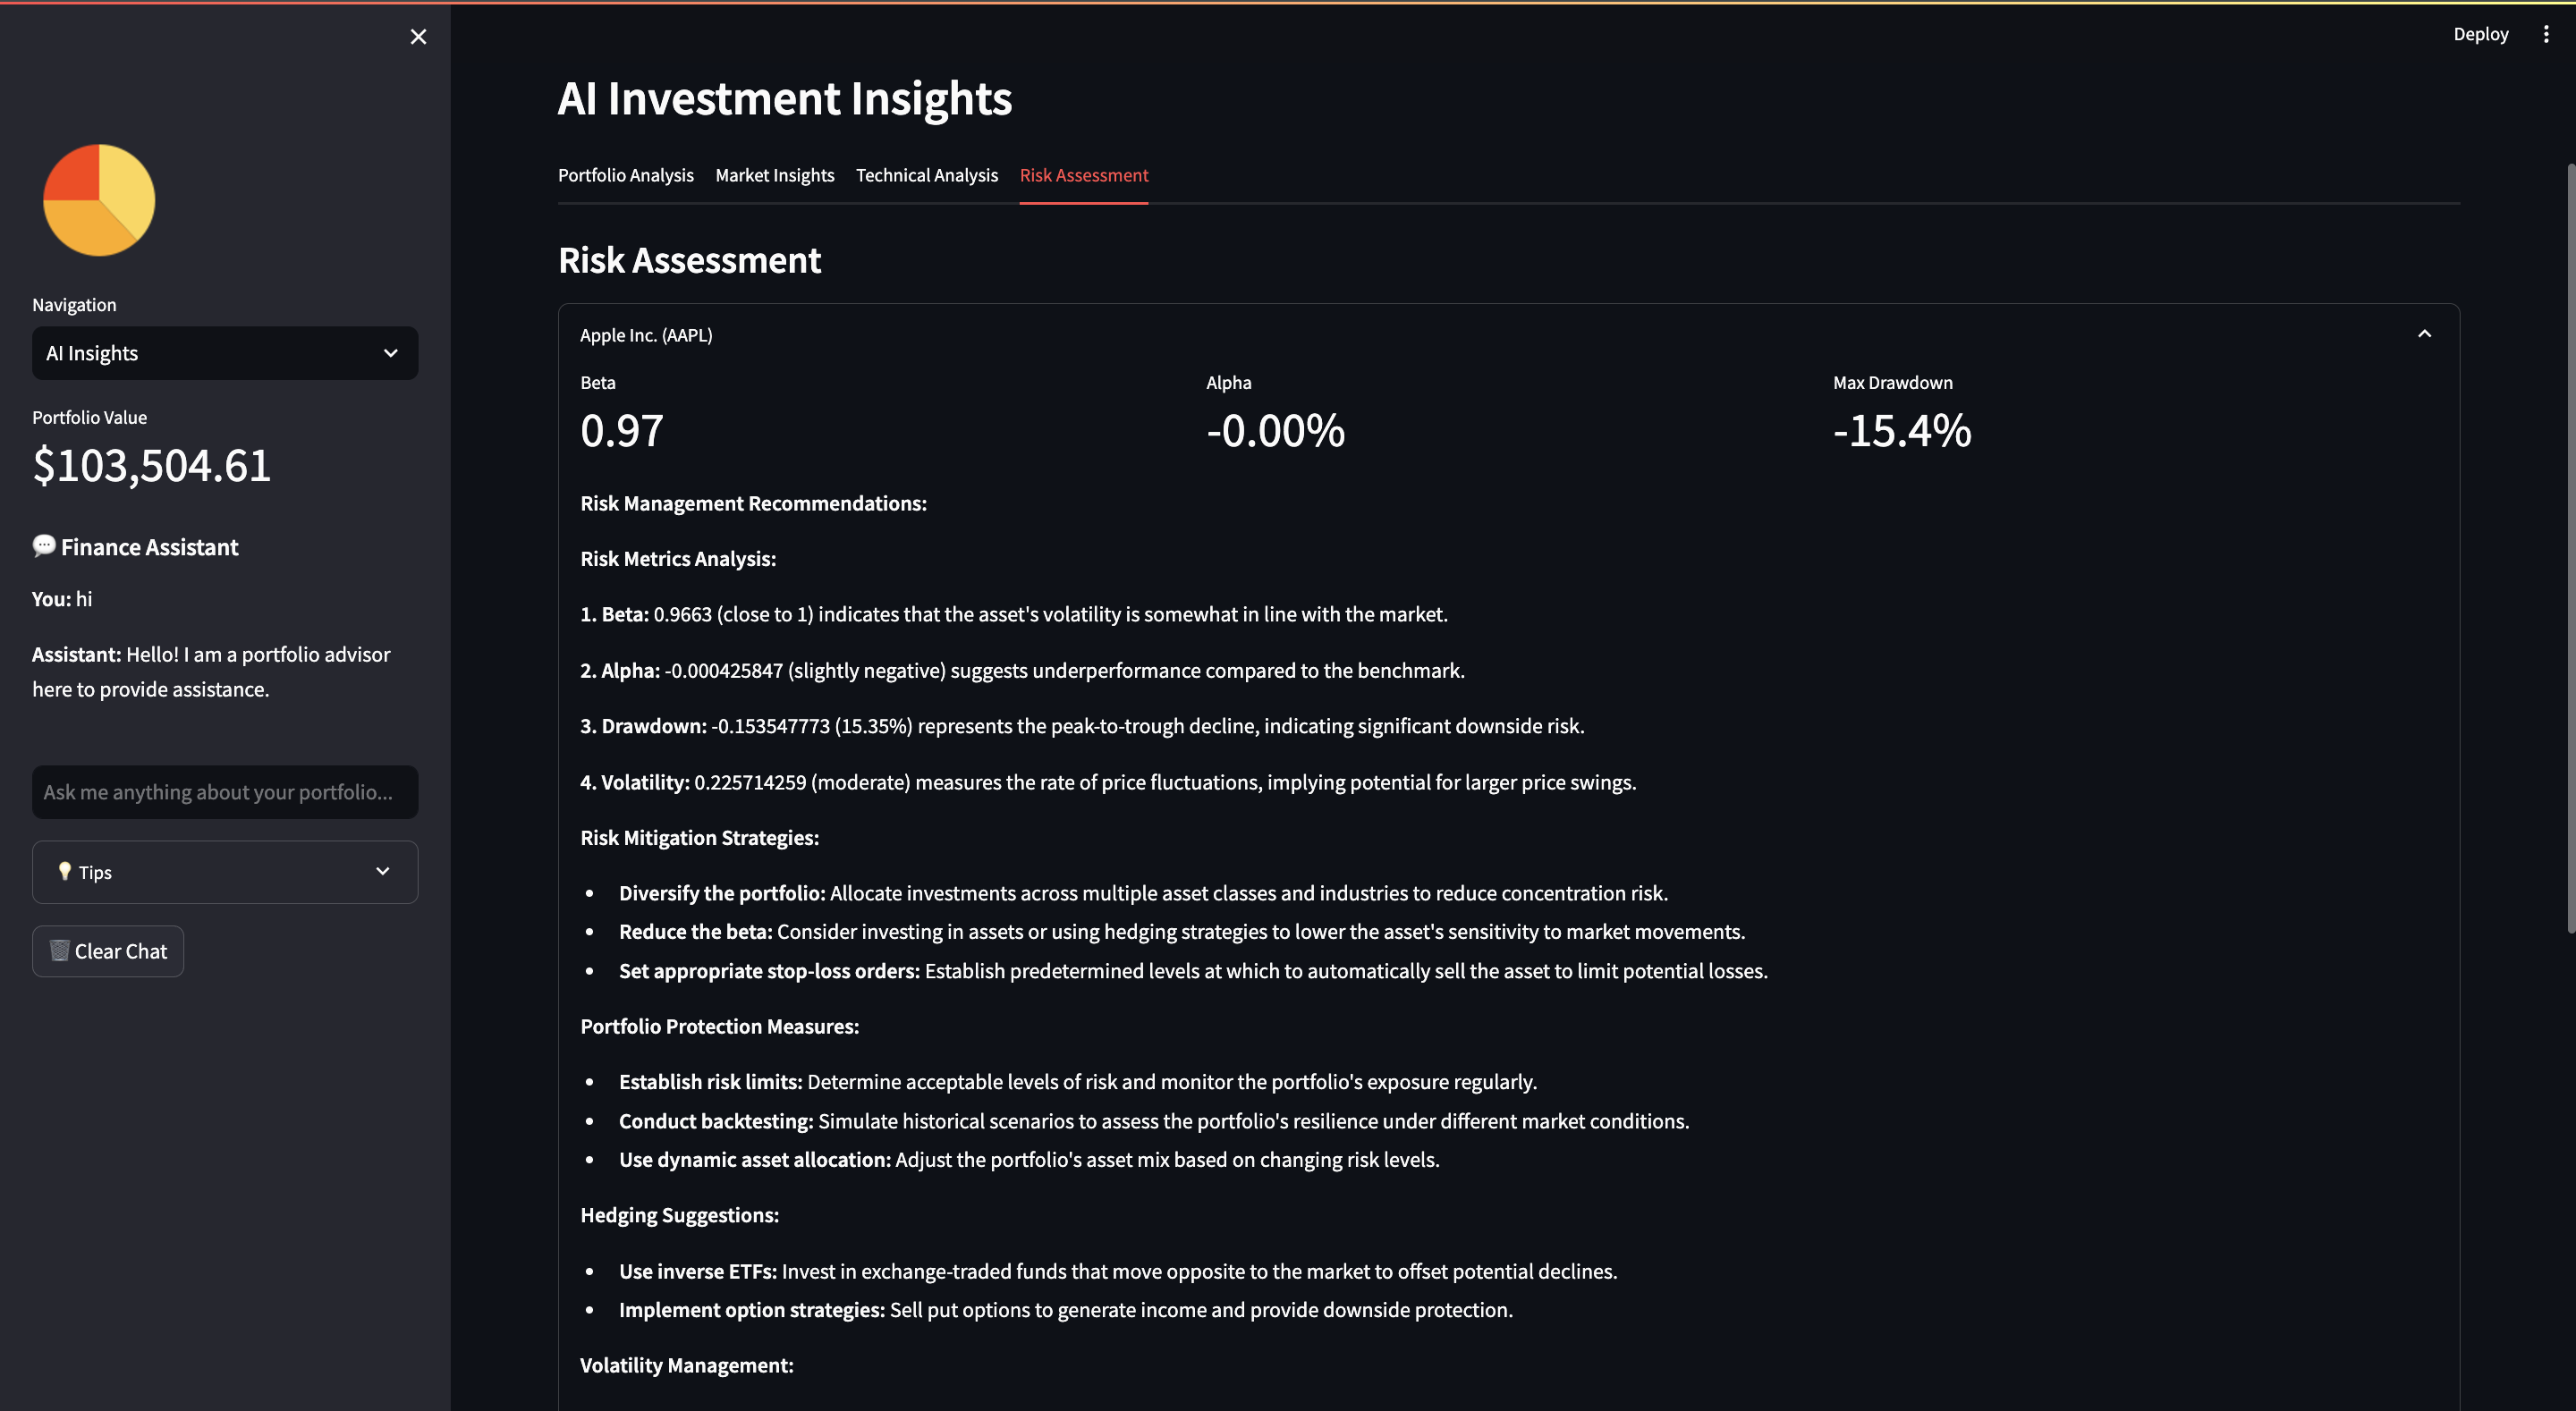 Deploy
Navigation
AI Insights
Portfolio Value
$103,504.61
💬 Finance Assistant
You: hi
Assistant: Hello! I am a portfolio advisor
here to provide assistance.
Ask me anything about your portfolio...
💡 Tips
🗑️ Clear Chat
AI Investment Insights
Portfolio Analysis Market Insights Technical Analysis Risk Assessment
Risk Assessment
Apple Inc. (AAPL)
Beta Alpha Max Drawdown
0.97 -0.00% -15.4%
Risk Management Recommendations:
Risk Metrics Analysis:
1. Beta: 0.9663 (close to 1) indicates that the asset's volatility is somewhat in line with the market.
2. Alpha: -0.000425847 (slightly negative) suggests underperformance compared to the benchmark.
3. Drawdown: -0.153547773 (15.35%) represents the peak-to-trough decline, indicating significant downside risk.
4. Volatility: 0.225714259 (moderate) measures the rate of price fluctuations, implying potential for larger price swings.
Risk Mitigation Strategies:
• Diversify the portfolio: Allocate investments across multiple asset classes and industries to reduce concentration risk.
• Reduce the beta: Consider investing in assets or using hedging strategies to lower the asset's sensitivity to market movements.
• Set appropriate stop-loss orders: Establish predetermined levels at which to automatically sell the asset to limit potential losses.
Portfolio Protection Measures:
• Establish risk limits: Determine acceptable levels of risk and monitor the portfolio's exposure regularly.
• Conduct backtesting: Simulate historical scenarios to assess the portfolio's resilience under different market conditions.
• Use dynamic asset allocation: Adjust the portfolio's asset mix based on changing risk levels.
Hedging Suggestions:
• Use inverse ETFs: Invest in exchange-traded funds that move opposite to the market to offset potential declines.
• Implement option strategies: Sell put options to generate income and provide downside protection.
Volatility Management: